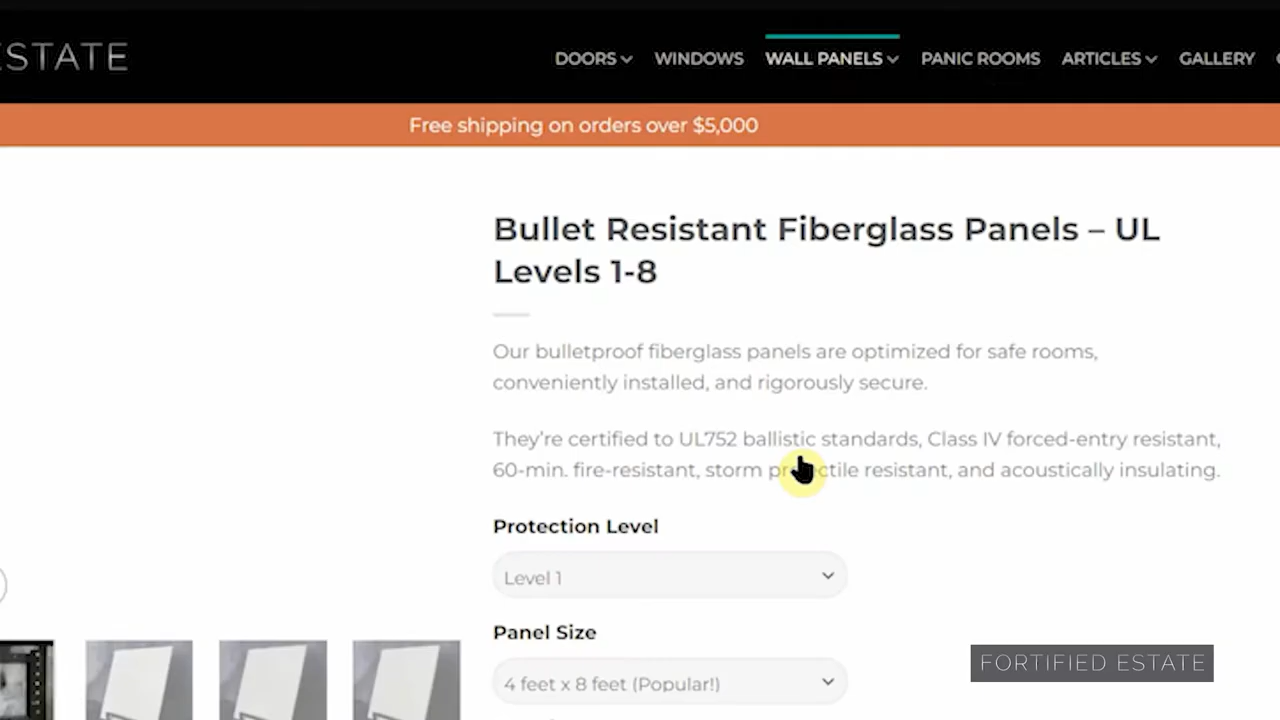 ESTATE
DOORS WINDOWS WALL PANELS PANIC ROOMS ARTICLES GALLERY
Free shipping on orders over $5,000
Bullet Resistant Fiberglass Panels – UL
Levels 1-8
Our bulletproof fiberglass panels are optimized for safe rooms,
conveniently installed, and rigorously secure.
They’re certified to UL752 ballistic standards, Class IV forced-entry resistant,
60-min. fire-resistant, storm projectile resistant, and acoustically insulating.
Protection Level
Level 1
Panel Size
4 feet x 8 feet (Popular!)
FORTIFIED ESTATE